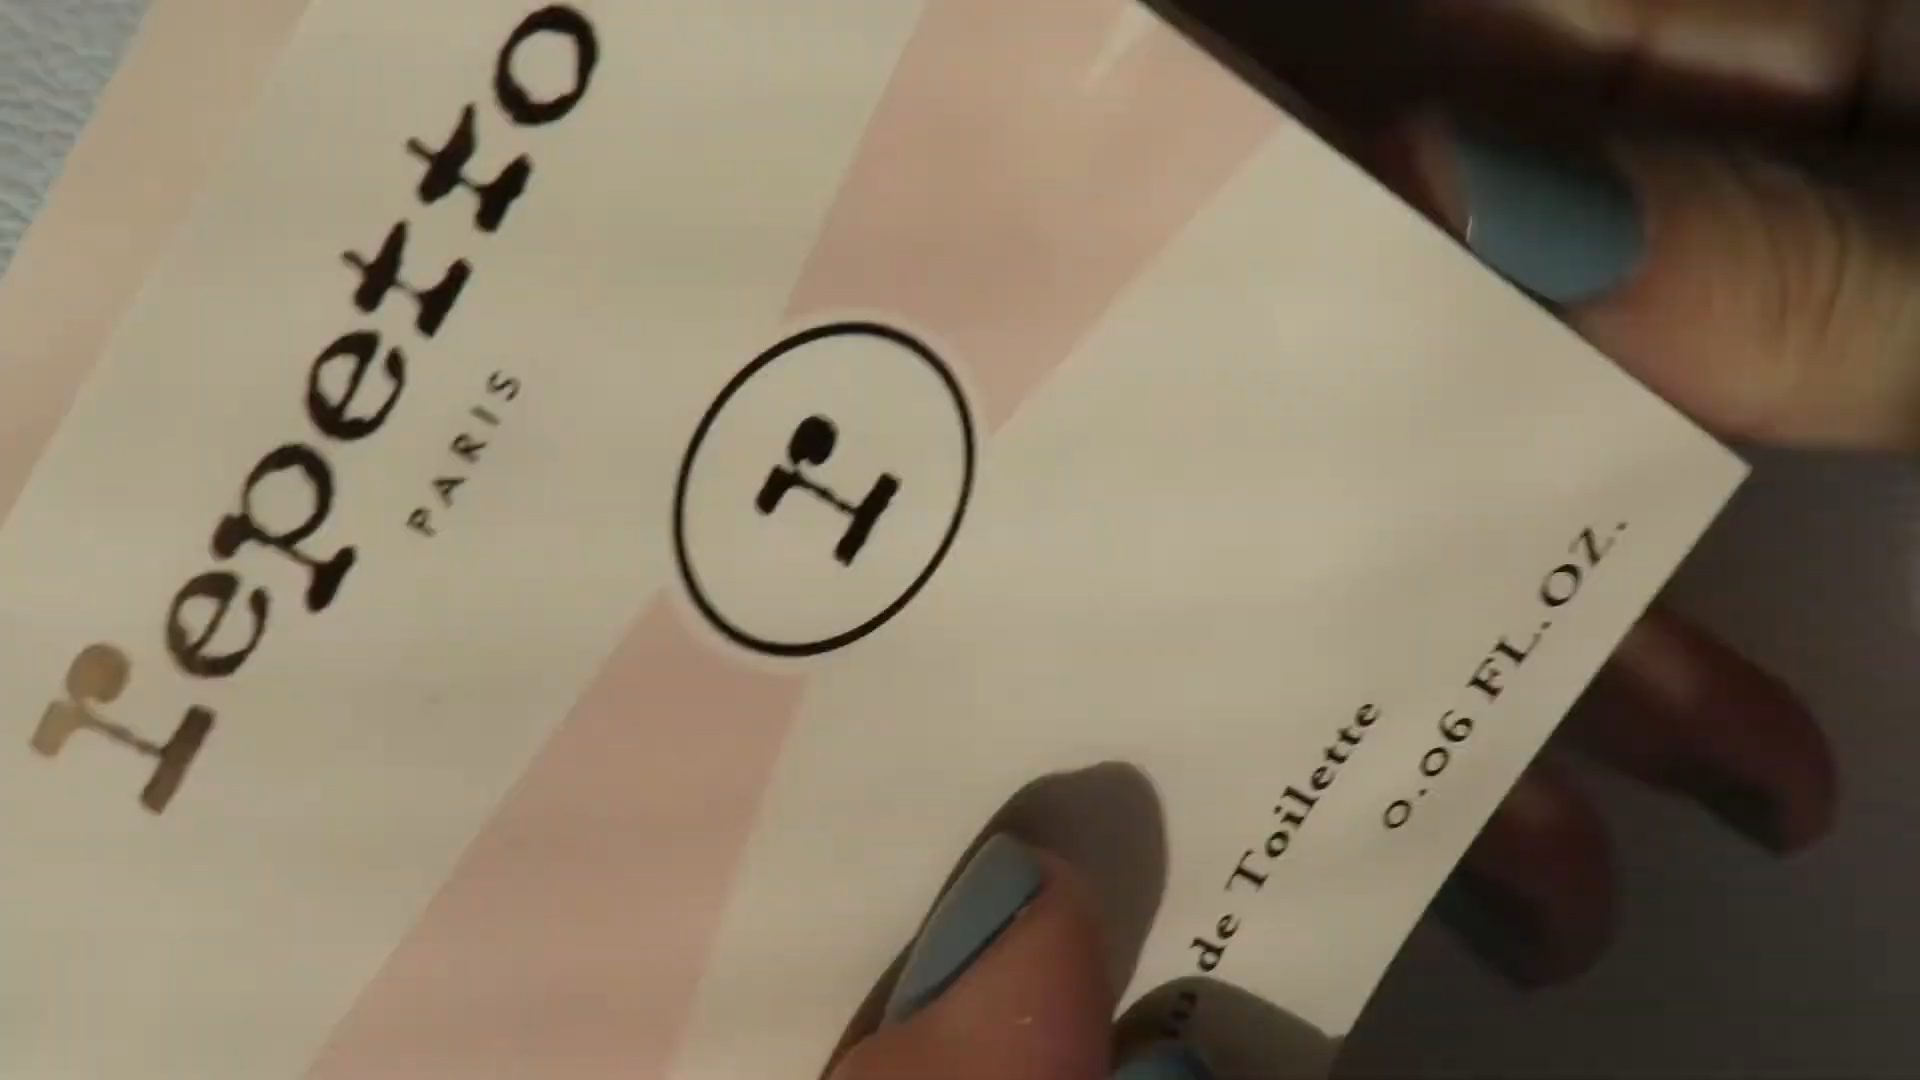 repetto
PARIS
r
de Toilette
0.06 FL.OZ.